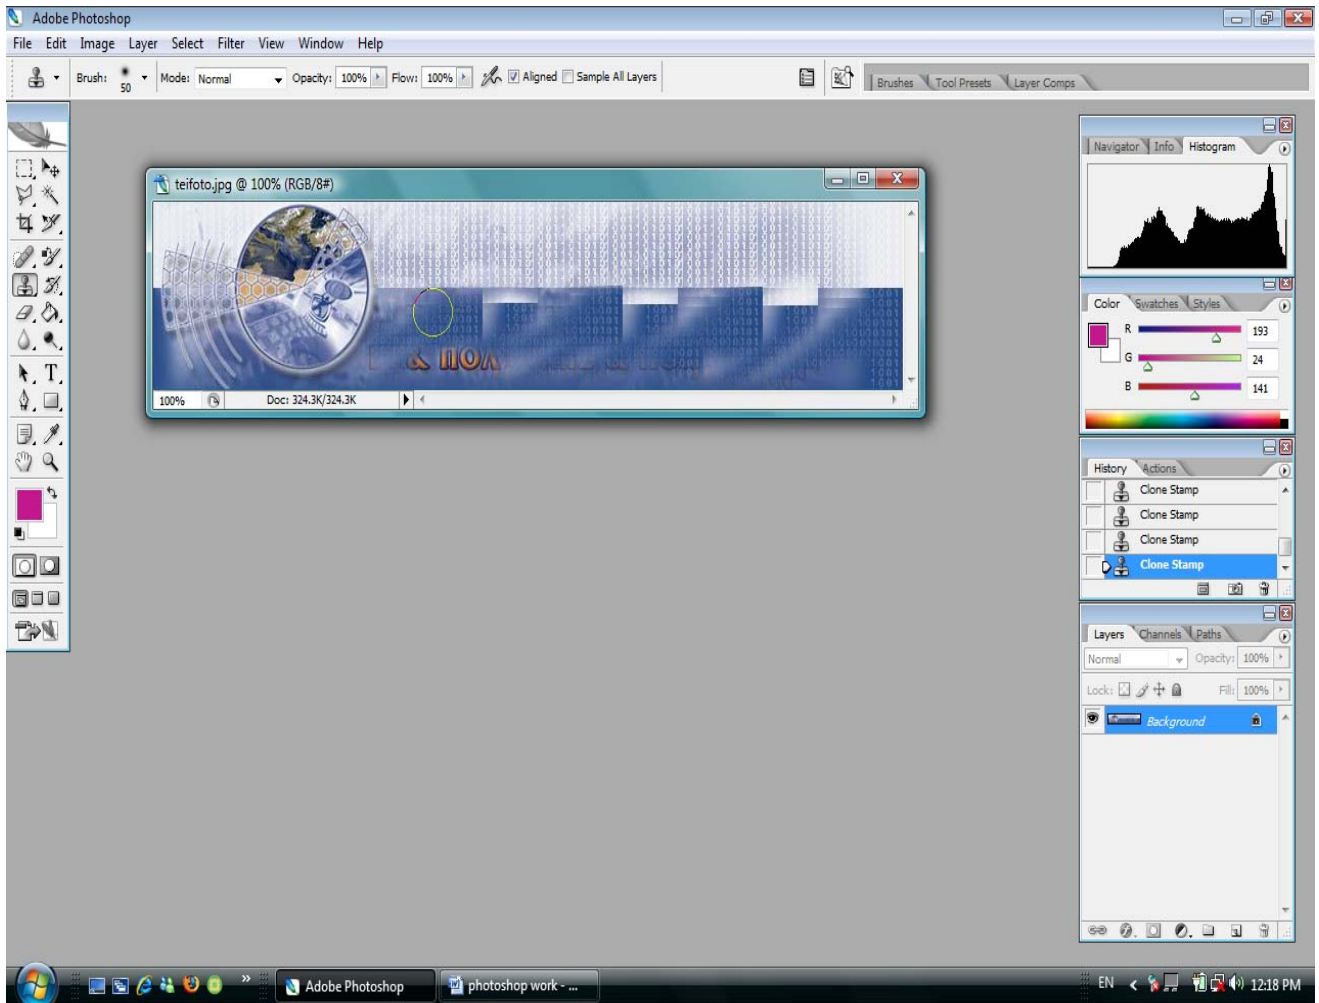 Adobe Photoshop
File Edit Image Layer Select Filter View Window Help
Brush: 50 Mode: Normal Opacity: 100% Flow: 100% Aligned Sample All Layers
Brushes Tool Presets Layer Comps
teifoto.jpg @ 100% (RGB/8#)
& ΠΟΛ
100% Doc: 324.3K/324.3K
Navigator Info Histogram
Color Swatches Styles
R 193
G 24
B 141
History Actions
Clone Stamp
Clone Stamp
Clone Stamp
Clone Stamp
Layers Channels Paths
Normal Opacity: 100%
Lock: Fill: 100%
Background
Adobe Photoshop
photoshop work - ...
EN 12:18 PM